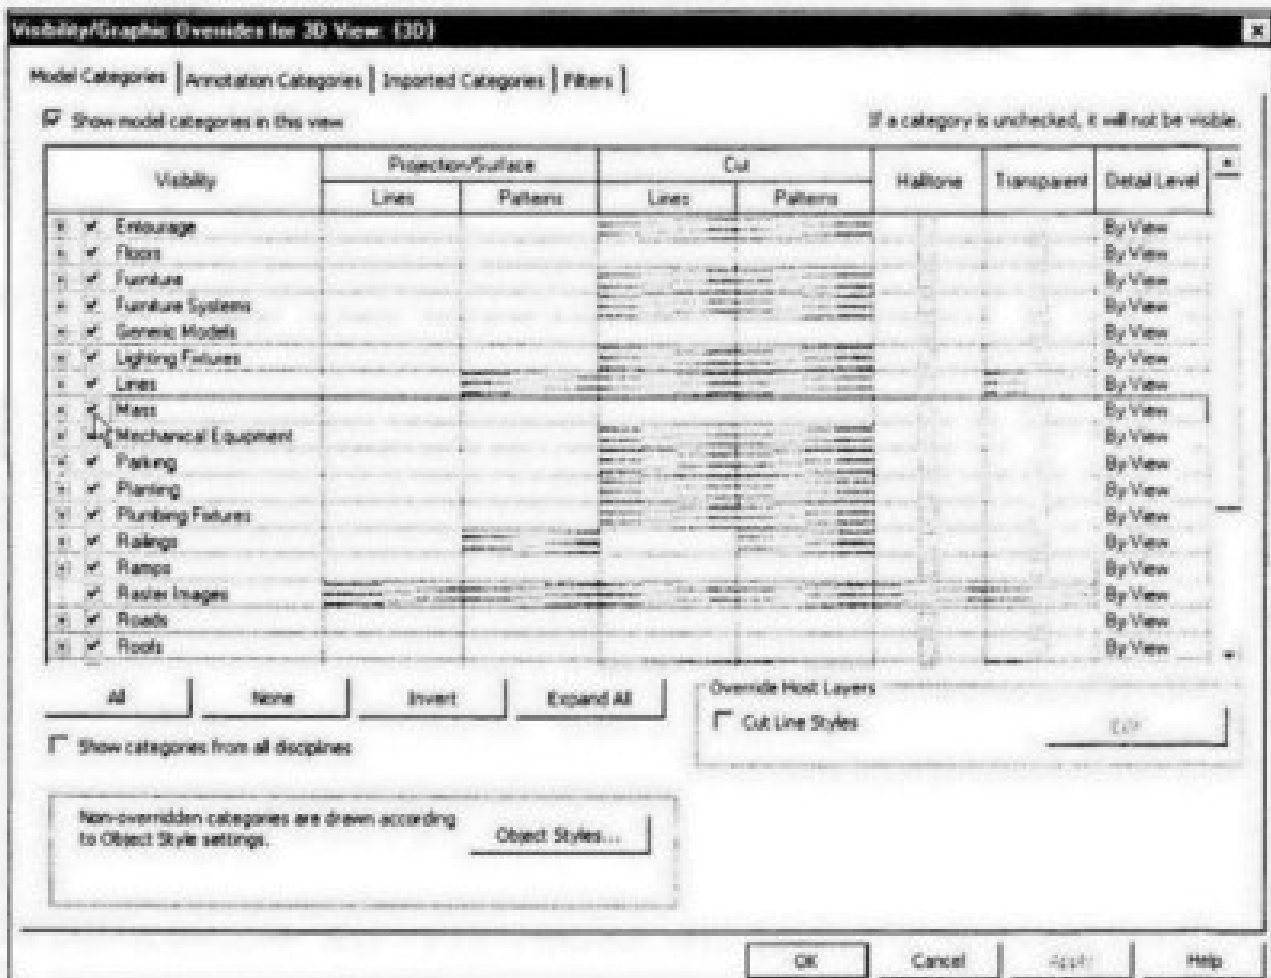 Visibility/Graphic Overrides for 3D View: {3D}
Model Categories Annotation Categories Imported Categories Filters
Show model categories in this view
If a category is unchecked, it will not be visible.
Visibility Projection/Surface Cut Halftone Transparent Detail Level
Lines Patterns Lines Patterns
Entourage By View
Floors By View
Furniture By View
Furniture Systems By View
Generic Models By View
Lighting Fixtures By View
Lines By View
Mass By View
Mechanical Equipment By View
Parking By View
Planting By View
Plumbing Fixtures By View
Railings By View
Ramps By View
Raster Images By View
Roads By View
Roofs By View
All None Invert Expand All
Override Host Layers
Cut Line Styles Edit
Show categories from all disciplines
Non-overridden categories are drawn according
to Object Style settings.
Object Styles...
OK Cancel Apply Help